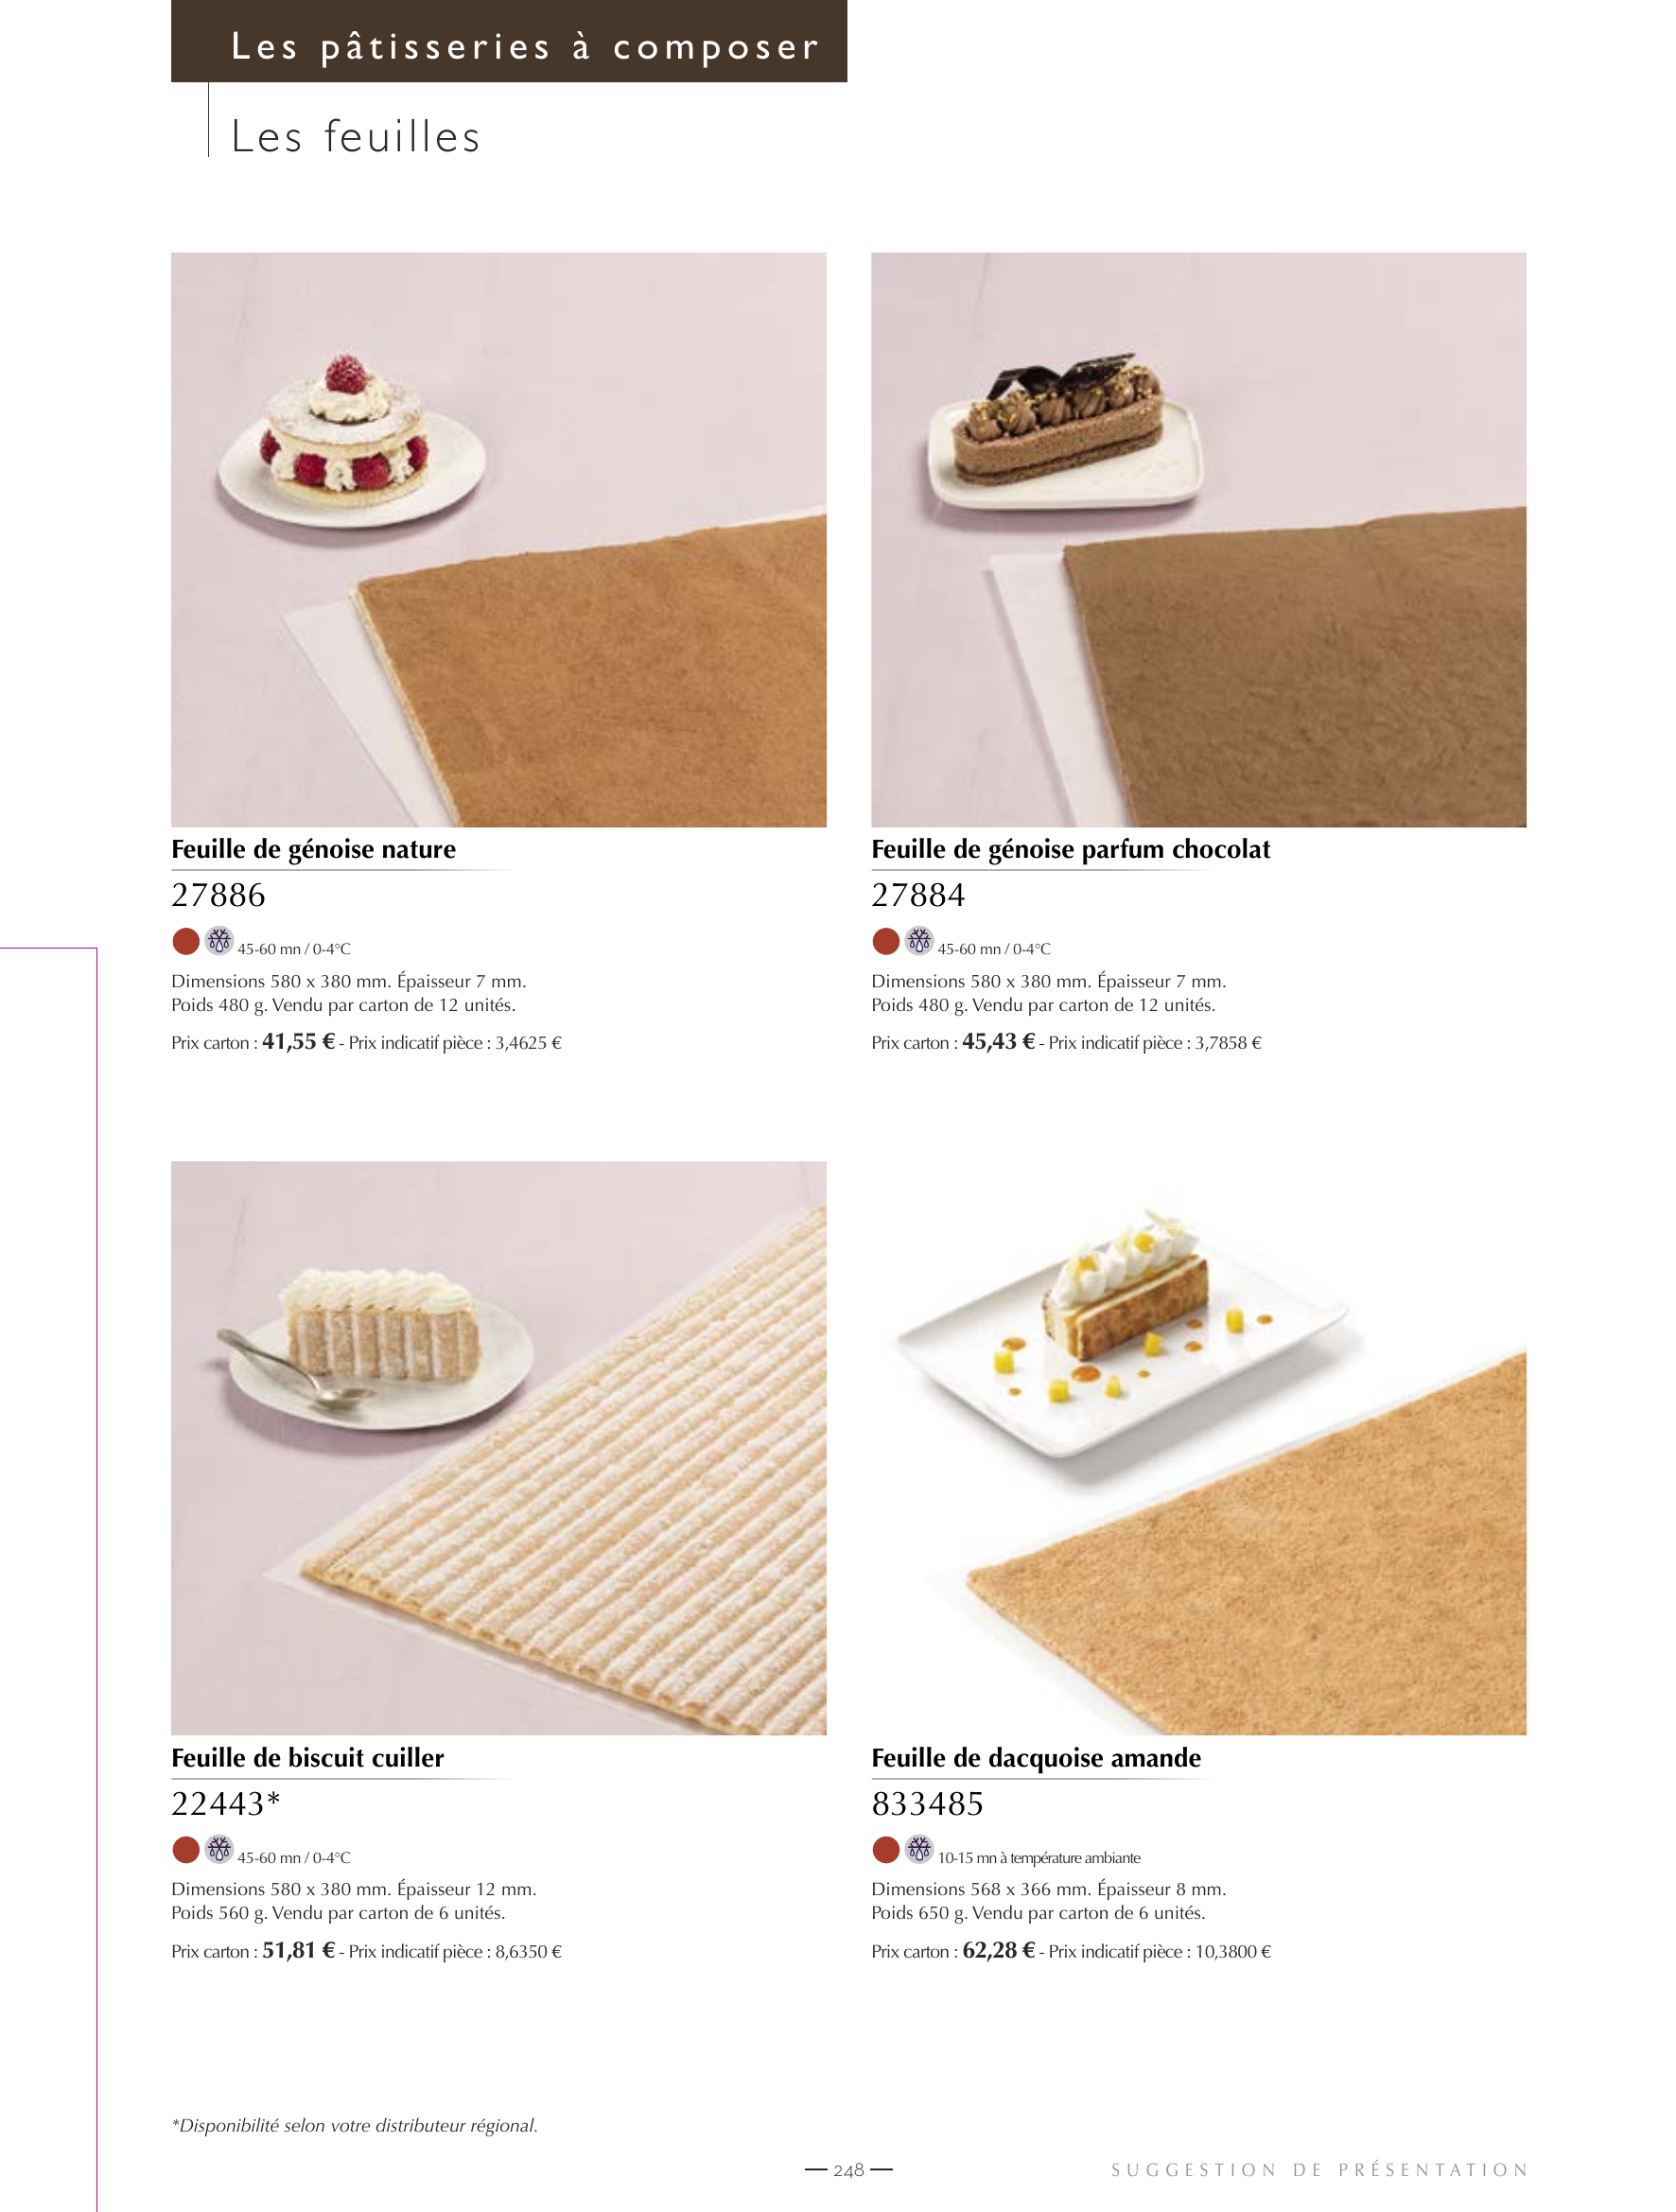 Les pâtisseries à composer
Les feuilles
Feuille de génoise nature
27886
45-60 mn / 0-4°C
Dimensions 580 x 380 mm. Épaisseur 7 mm.
Poids 480 g. Vendu par carton de 12 unités.
Prix carton : 41,55 € - Prix indicatif pièce : 3,4625 €
Feuille de génoise parfum chocolat
27884
45-60 mn / 0-4°C
Dimensions 580 x 380 mm. Épaisseur 7 mm.
Poids 480 g. Vendu par carton de 12 unités.
Prix carton : 45,43 € - Prix indicatif pièce : 3,7858 €
Feuille de biscuit cuiller
22443*
45-60 mn / 0-4°C
Dimensions 580 x 380 mm. Épaisseur 12 mm.
Poids 560 g. Vendu par carton de 6 unités.
Prix carton : 51,81 € - Prix indicatif pièce : 8,6350 €
Feuille de dacquoise amande
833485
10-15 mn à température ambiante
Dimensions 568 x 366 mm. Épaisseur 8 mm.
Poids 650 g. Vendu par carton de 6 unités.
Prix carton : 62,28 € - Prix indicatif pièce : 10,3800 €
*Disponibilité selon votre distributeur régional.
— 248 —
SUGGESTION DE PRÉSENTATION